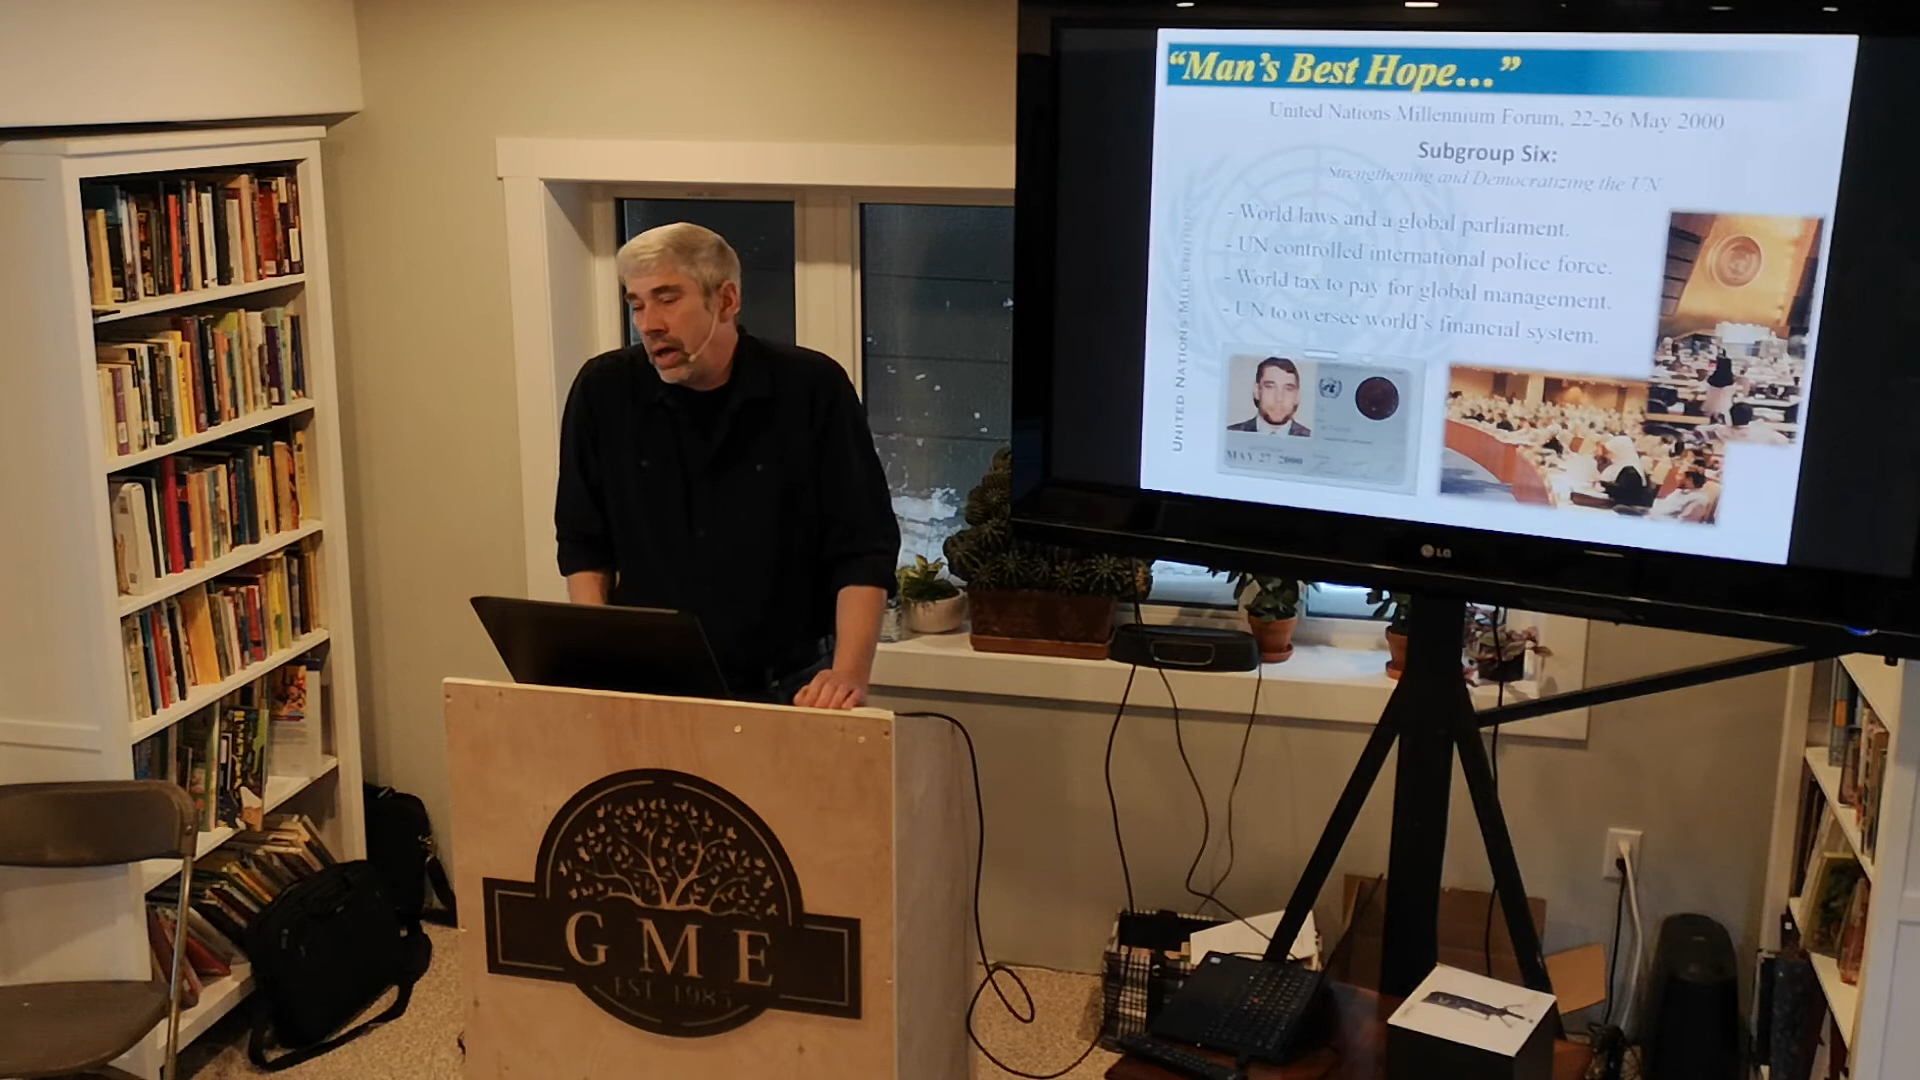 “Man’s Best Hope...”
United Nations Millennium Forum, 22-26 May 2000
Subgroup Six:
Strengthening and Democratizing the UN
- World laws and a global parliament.
- UN controlled international police force.
- World tax to pay for global management.
- UN to oversee world’s financial system.
UNITED NATIONS MILLENNIUM
MAY 27 2000
LG
GME
EST 1985